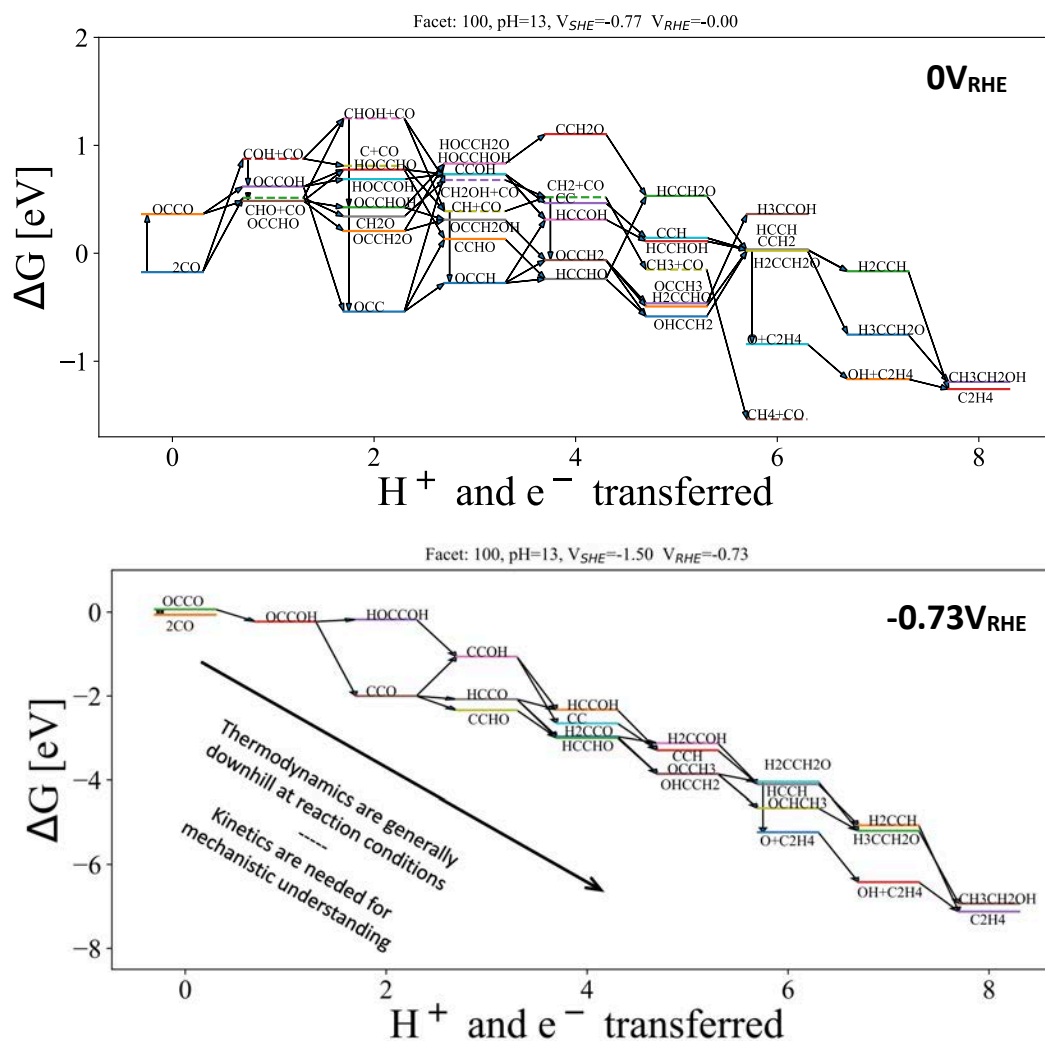 Facet: 100, pH=13, V_SHE=-0.77 V_RHE=-0.00
0V_RHE
2
1
0
−1
ΔG [eV]
OCCO
2CO
COH+CO
OCCOH
CHO+CO
OCCHO
CHOH+CO
C+CO
HOCCHO
HOCCOH
OCCHOH
CH2O
OCCH2O
OCC
HOCCH2O
HOCCHOH
CCOH
CH2OH+CO
CH+CO
OCCH2OH
CCHO
OCCH
CCH2O
CH2+CO
CC
HCCOH
OCCH2
HCCHO
HCCH2O
CCH
HCCHOH
CH3+CO
OCCH3
H2CCHO
OHCCH2
H3CCOH
HCCH
CCH2
H2CCH2O
O+C2H4
CH4+CO
H2CCH
H3CCH2O
OH+C2H4
CH3CH2OH
C2H4
0 2 4 6 8
H⁺ and e⁻ transferred
Facet: 100, pH=13, V_SHE=-1.50 V_RHE=-0.73
-0.73V_RHE
0
−2
−4
−6
−8
ΔG [eV]
OCCO
2CO
OCCOH
HOCCOH
CCO
CCOH
HCCO
CCHO
HCCOH
CC
H2CCO
HCCHO
H2CCOH
CCH
OCCH3
OHCCH2
H2CCH2O
HCCH
OCHCH3
O+C2H4
H2CCH
H3CCH2O
OH+C2H4
CH3CH2OH
C2H4
Thermodynamics are generally
downhill at reaction conditions
-----
Kinetics are needed for
mechanistic understanding
0 2 4 6 8
H⁺ and e⁻ transferred